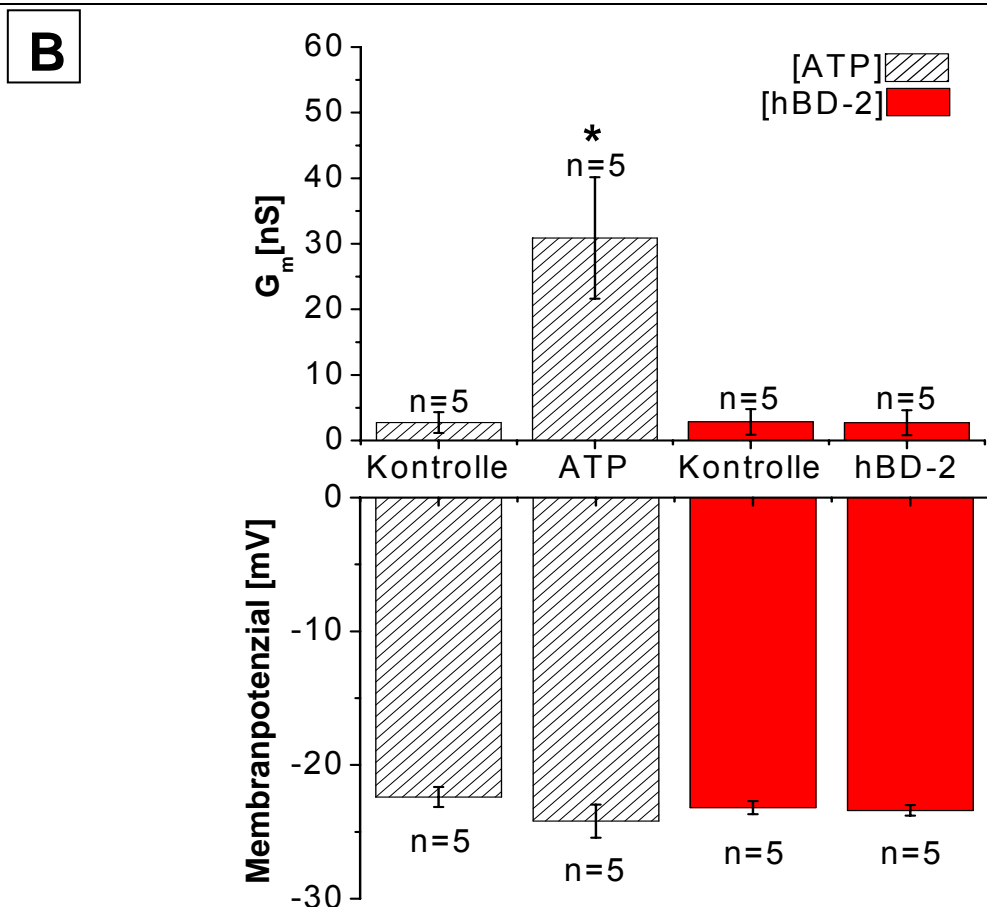 B
60
[ATP]
[hBD-2]
50
*
n=5
40
G_m[nS]
30
20
10
n=5
n=5
n=5
0
Kontrolle
ATP
Kontrolle
hBD-2
0
Membranpotenzial [mV]
-10
-20
n=5
n=5
n=5
n=5
-30